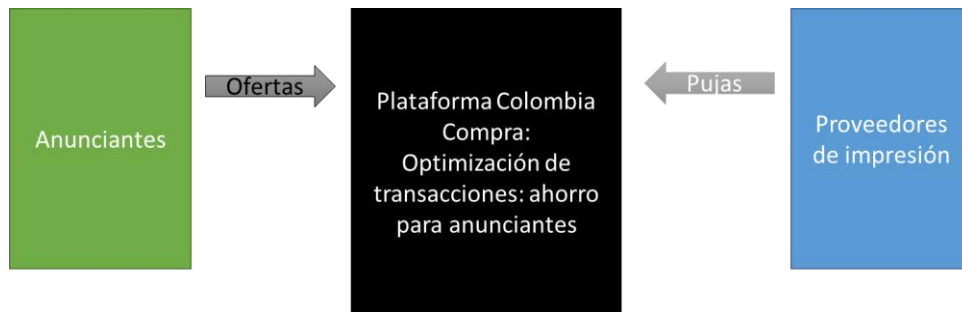 Anunciantes
Ofertas
Plataforma Colombia
Compra:
Optimización de
transacciones: ahorro
para anunciantes
Pujas
Proveedores
de impresión